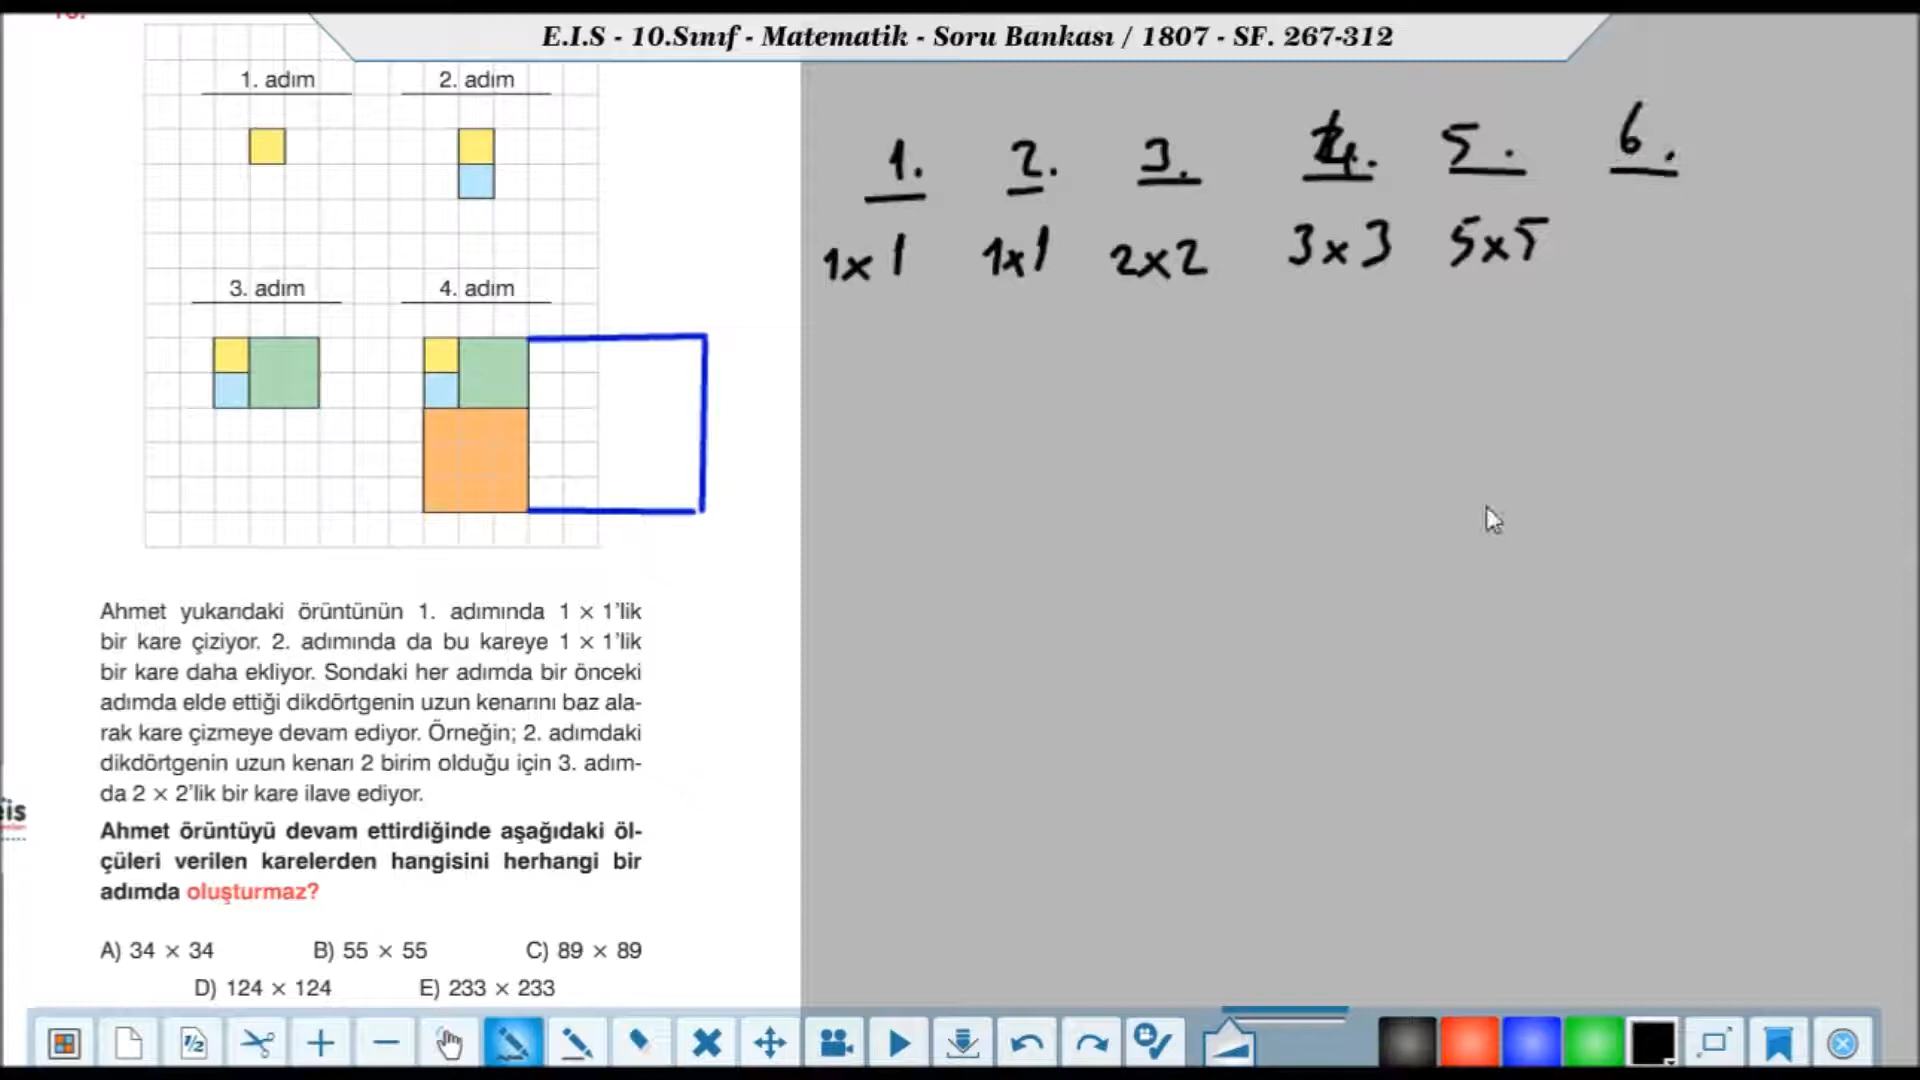 E.I.S - 10.Sınıf - Matematik - Soru Bankası / 1807 - SF. 267-312
1. adım
2. adım
3. adım
4. adım
Ahmet yukarıdaki örüntünün 1. adımında 1 × 1'lik
bir kare çiziyor. 2. adımında da bu kareye 1 × 1'lik
bir kare daha ekliyor. Sondaki her adımda bir önceki
adımda elde ettiği dikdörtgenin uzun kenarını baz ala-
rak kare çizmeye devam ediyor. Örneğin; 2. adımdaki
dikdörtgenin uzun kenarı 2 birim olduğu için 3. adım-
da 2 × 2'lik bir kare ilave ediyor.
Ahmet örüntüyü devam ettirdiğinde aşağıdaki öl-
çüleri verilen karelerden hangisini herhangi bir
adımda oluşturmaz?
A) 34 × 34 B) 55 × 55 C) 89 × 89
D) 124 × 124 E) 233 × 233
eis
1. 2. 3. 4. 5. 6.
1x1 1x1 2x2 3x3 5x5
1/2